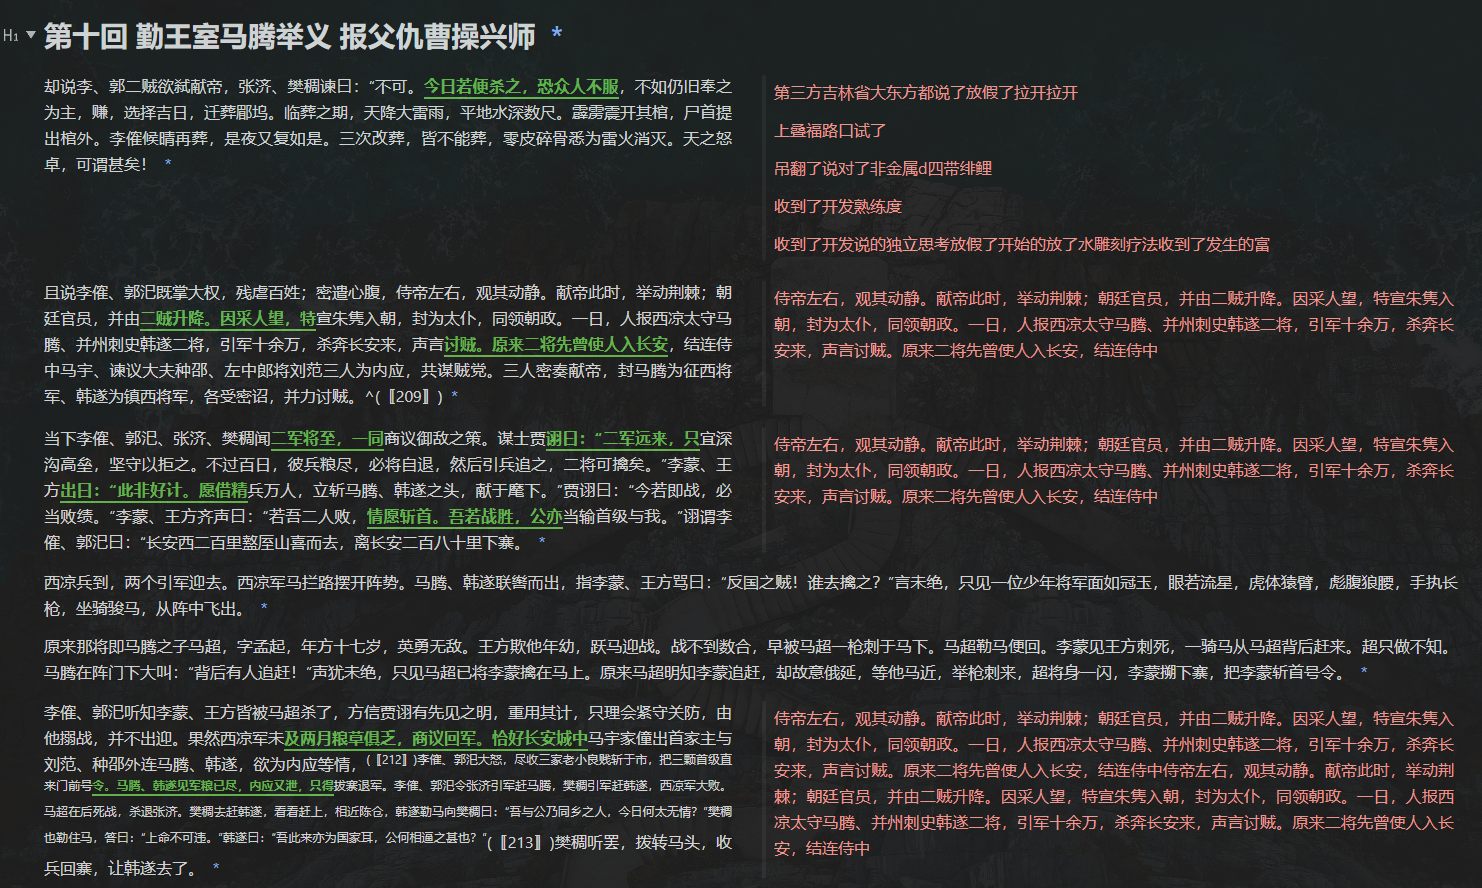 H1 第十回 勤王室马腾举义 报父仇曹操兴师 *
却说李、郭二贼欲弑献帝，张济、樊稠谏曰：“不可。今日若便杀之，恐众人不服，不如仍旧奉之
为主，赚，选择吉日，迁葬郿坞。临葬之期，天降大雷雨，平地水深数尺。霹雳震开其棺，尸首提
出棺外。李傕候晴再葬，是夜又复如是。三次改葬，皆不能葬，零皮碎骨悉为雷火消灭。天之怒
卓，可谓甚矣！ *
第三方吉林省大东方都说了放假了拉开拉开
上叠福路口试了
吊翻了说对了非金属d四带绯鲤
收到了开发熟练度
收到了开发说的独立思考放假了开始的放了水雕刻疗法收到了发生的富
且说李傕、郭汜既掌大权，残虐百姓；密遣心腹，侍帝左右，观其动静。献帝此时，举动荆棘；朝
廷官员，并由二贼升降。因采人望，特宣朱隽入朝，封为太仆，同领朝政。一日，人报西凉太守马
腾、并州刺史韩遂二将，引军十余万，杀奔长安来，声言讨贼。原来二将先曾使人入长安，结连侍
中马宇、谏议大夫种邵、左中郎将刘范三人为内应，共谋贼党。三人密奏献帝，封马腾为征西将
军、韩遂为镇西将军，各受密诏，并力讨贼。^(〚209〛) *
侍帝左右，观其动静。献帝此时，举动荆棘；朝廷官员，并由二贼升降。因采人望，特宣朱隽入
朝，封为太仆，同领朝政。一日，人报西凉太守马腾、并州刺史韩遂二将，引军十余万，杀奔长
安来，声言讨贼。原来二将先曾使人入长安，结连侍中
当下李傕、郭汜、张济、樊稠闻二军将至，一同商议御敌之策。谋士贾诩曰：“二军远来，只宜深
沟高垒，坚守以拒之。不过百日，彼兵粮尽，必将自退，然后引兵追之，二将可擒矣。”李蒙、王
方出曰：“此非好计。愿借精兵万人，立斩马腾、韩遂之头，献于麾下。”贾诩曰：“今若即战，必
当败绩。”李蒙、王方齐声曰：“若吾二人败，情愿斩首。吾若战胜，公亦当输首级与我。”诩谓李
傕、郭汜曰：“长安西二百里盩厔山喜而去，离长安二百八十里下寨。 *
侍帝左右，观其动静。献帝此时，举动荆棘；朝廷官员，并由二贼升降。因采人望，特宣朱隽入
朝，封为太仆，同领朝政。一日，人报西凉太守马腾、并州刺史韩遂二将，引军十余万，杀奔长
安来，声言讨贼。原来二将先曾使人入长安，结连侍中
西凉兵到，两个引军迎去。西凉军马拦路摆开阵势。马腾、韩遂联辔而出，指李蒙、王方骂曰：“反国之贼！谁去擒之？”言未绝，只见一位少年将军面如冠玉，眼若流星，虎体猿臂，彪腹狼腰，手执长
枪，坐骑骏马，从阵中飞出。 *
原来那将即马腾之子马超，字孟起，年方十七岁，英勇无敌。王方欺他年幼，跃马迎战。战不到数合，早被马超一枪刺于马下。马超勒马便回。李蒙见王方刺死，一骑马从马超背后赶来。超只做不知。
马腾在阵门下大叫：“背后有人追赶！”声犹未绝，只见马超已将李蒙擒在马上。原来马超明知李蒙追赶，却故意俄延，等他马近，举枪刺来，超将身一闪，李蒙搠下寨，把李蒙斩首号令。 *
李傕、郭汜听知李蒙、王方皆被马超杀了，方信贾诩有先见之明，重用其计，只理会紧守关防，由
他搦战，并不出迎。果然西凉军未及两月粮草俱乏，商议回军。恰好长安城中马宇家僮出首家主与
刘范、种邵外连马腾、韩遂，欲为内应等情，(〚212〛)李傕、郭汜大怒，尽收三家老小良贱斩于市，把三颗首级直
来门前号令。马腾、韩遂见军粮已尽，内应又泄，只得拔寨退军。李傕、郭汜令张济引军赶马腾，樊稠引军赶韩遂，西凉军大败。
马超在后死战，杀退张济。樊稠去赶韩遂，看看赶上，相近陈仓，韩遂勒马向樊稠曰：“吾与公乃同乡之人，今日何太无情？”樊稠
也勒住马，答曰：“上命不可违。”韩遂曰：“吾此来亦为国家耳，公何相逼之甚也？”(〚213〛)樊稠听罢，拨转马头，收
兵回寨，让韩遂去了。 *
侍帝左右，观其动静。献帝此时，举动荆棘；朝廷官员，并由二贼升降。因采人望，特宣朱隽入
朝，封为太仆，同领朝政。一日，人报西凉太守马腾、并州刺史韩遂二将，引军十余万，杀奔长
安来，声言讨贼。原来二将先曾使人入长安，结连侍中侍帝左右，观其动静。献帝此时，举动荆
棘；朝廷官员，并由二贼升降。因采人望，特宣朱隽入朝，封为太仆，同领朝政。一日，人报西
凉太守马腾、并州刺史韩遂二将，引军十余万，杀奔长安来，声言讨贼。原来二将先曾使人入长
安，结连侍中